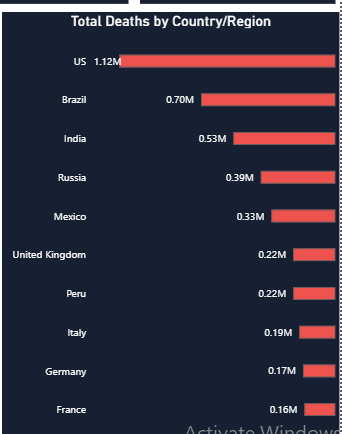 Total Deaths by Country/Region
US 1.12M
Brazil 0.70M
India 0.53M
Russia 0.39M
Mexico 0.33M
United Kingdom 0.22M
Peru 0.22M
Italy 0.19M
Germany 0.17M
France 0.16M
Activate Windows